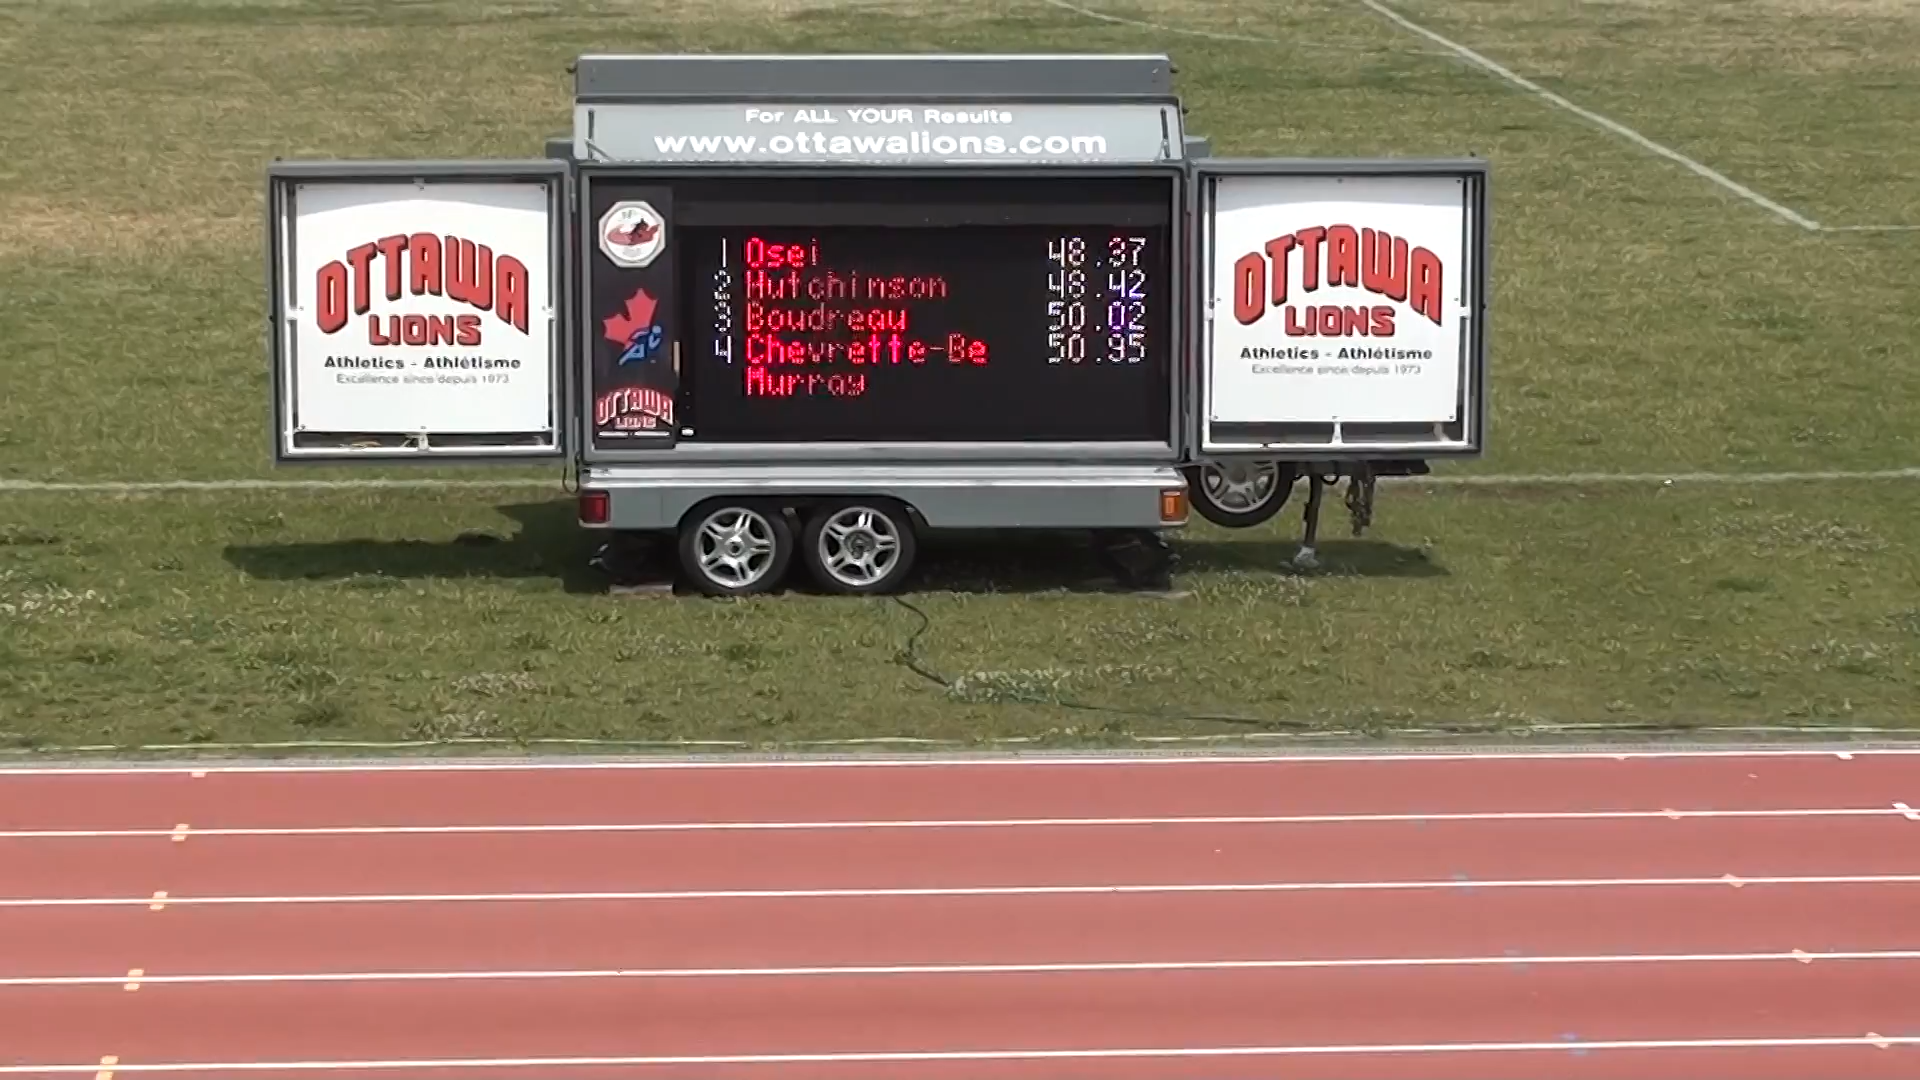 For ALL YOUR Results
www.ottawalions.com
OTTAWA
LIONS
Athletics - Athlétisme
Excellence since/depuis 1973
1 Osei 48.37
2 Hutchinson 48.42
3 Boudreau 50.02
4 Chevrette-Be 50.95
Murray
OTTAWA
LIONS
OTTAWA
LIONS
Athletics - Athlétisme
Excellence since/depuis 1973